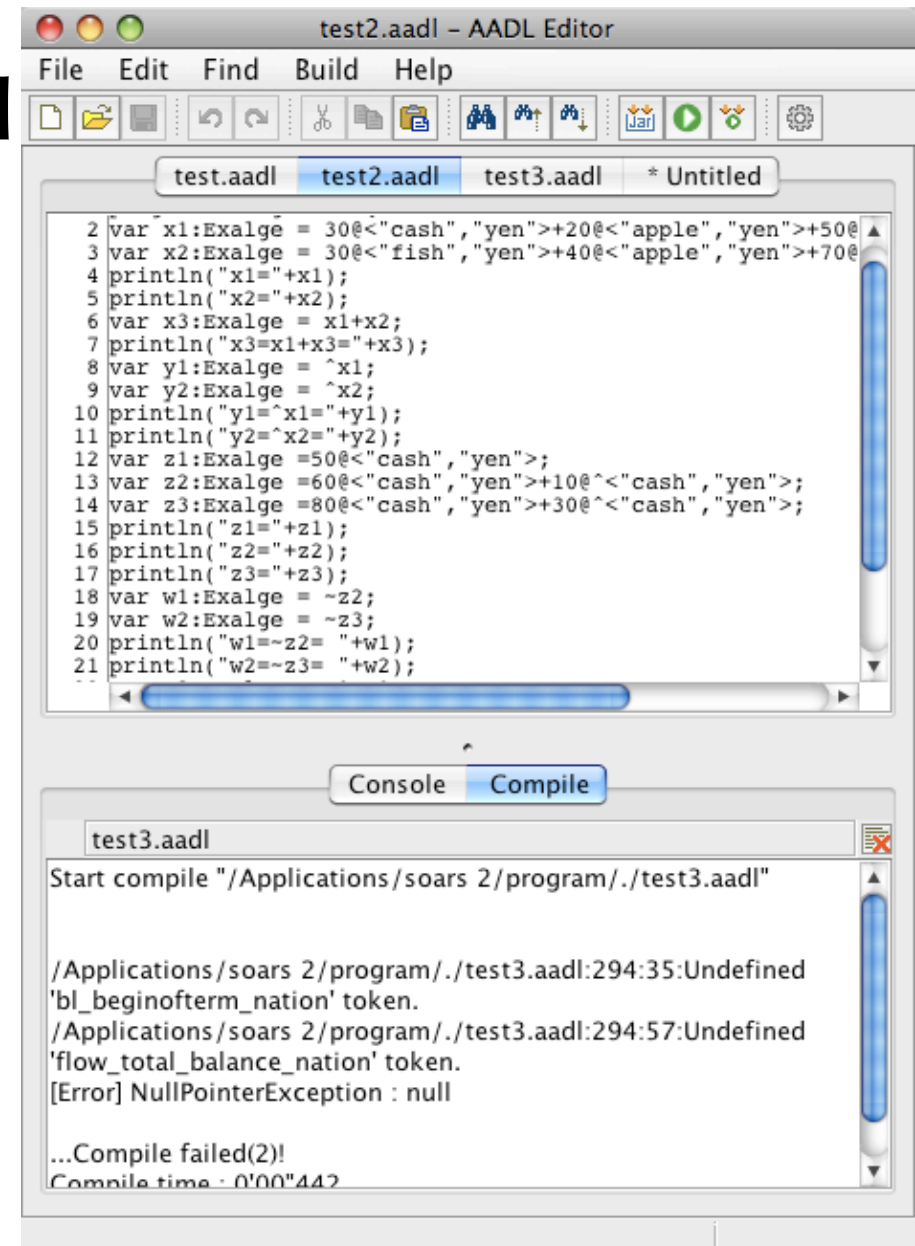 test2.aadl – AADL Editor
File Edit Find Build Help
Jar
test.aadl test2.aadl test3.aadl * Untitled
2 var x1:Exalge = 30@<"cash","yen">+20@<"apple","yen">+50@
3 var x2:Exalge = 30@<"fish","yen">+40@<"apple","yen">+70@
4 println("x1="+x1);
5 println("x2="+x2);
6 var x3:Exalge = x1+x2;
7 println("x3=x1+x3="+x3);
8 var y1:Exalge = ^x1;
9 var y2:Exalge = ^x2;
10 println("y1=^x1="+y1);
11 println("y2=^x2="+y2);
12 var z1:Exalge =50@<"cash","yen">;
13 var z2:Exalge =60@<"cash","yen">+10@^<"cash","yen">;
14 var z3:Exalge =80@<"cash","yen">+30@^<"cash","yen">;
15 println("z1="+z1);
16 println("z2="+z2);
17 println("z3="+z3);
18 var w1:Exalge = ~z2;
19 var w2:Exalge = ~z3;
20 println("w1=~z2= "+w1);
21 println("w2=~z3= "+w2);
Console Compile
test3.aadl
Start compile "/Applications/soars 2/program/./test3.aadl"
/Applications/soars 2/program/./test3.aadl:294:35:Undefined
'bl_beginofterm_nation' token.
/Applications/soars 2/program/./test3.aadl:294:57:Undefined
'flow_total_balance_nation' token.
[Error] NullPointerException : null
...Compile failed(2)!
Compile time : 0'00"442